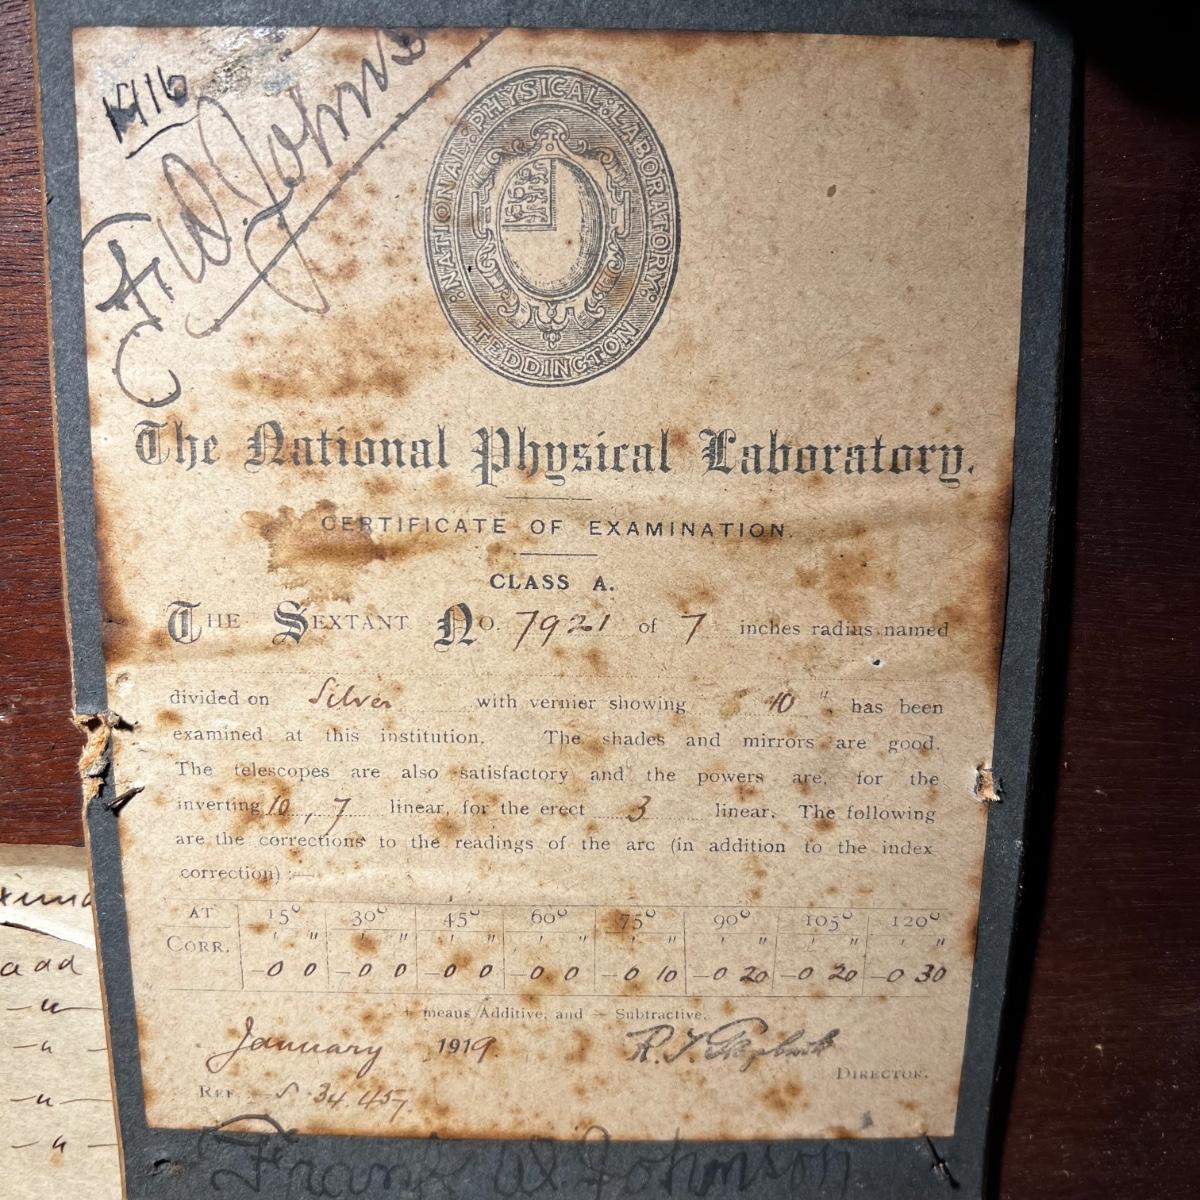 1916
F. W. Johns
NATIONAL : PHYSICAL : LABORATORY :
TEDDINGTON
The National Physical Laboratory.
CERTIFICATE OF EXAMINATION.
CLASS A.
THE SEXTANT NO. 7921 of 7 inches radius named
divided on Silver with vernier showing 10 " has been
examined at this institution. The shades and mirrors are good.
The telescopes are also satisfactory and the powers are, for the
inverting 10, 7 linear, for the erect 3 linear. The following
are the corrections to the readings of the arc (in addition to the index
correction) :—
AT 15° 30° 45° 60° 75° 90° 105° 120°
CORR. ' " ' " ' " ' " ' " ' " ' " ' "
–0 0 –0 0 –0 0 –0 0 –0 10 –0 20 –0 20 –0 30
+ means Additive, and – Subtractive.
January 1919 R. T. Glazebrook
DIRECTOR.
REF. S. 34.457.
Frank W. Johnson
add